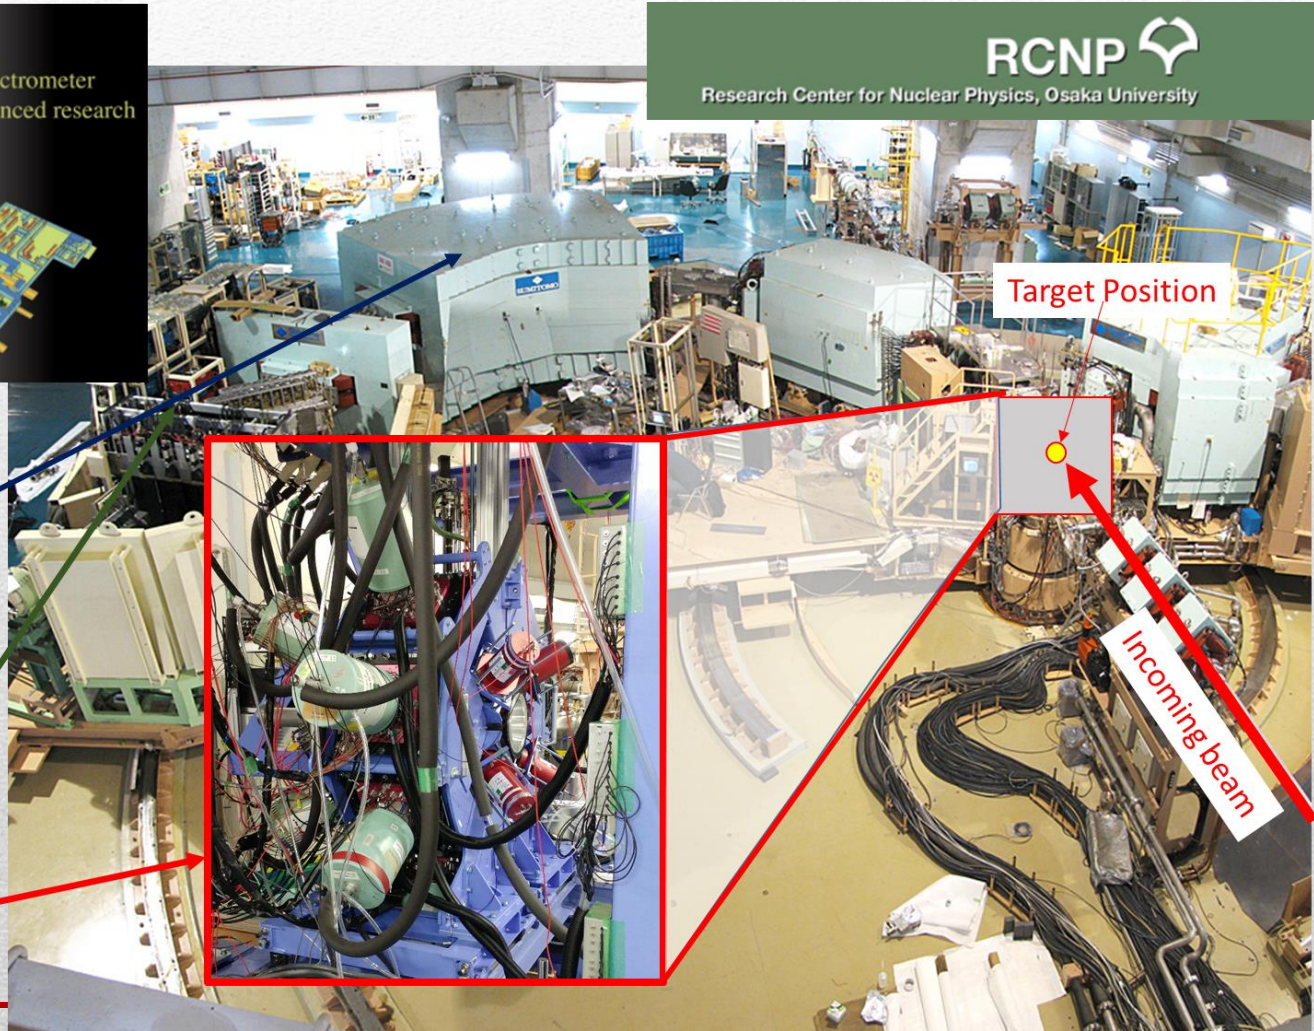 ctrometer
nced research
RCNP
Research Center for Nuclear Physics, Osaka University
SUMITOMO
Target Position
Incoming beam